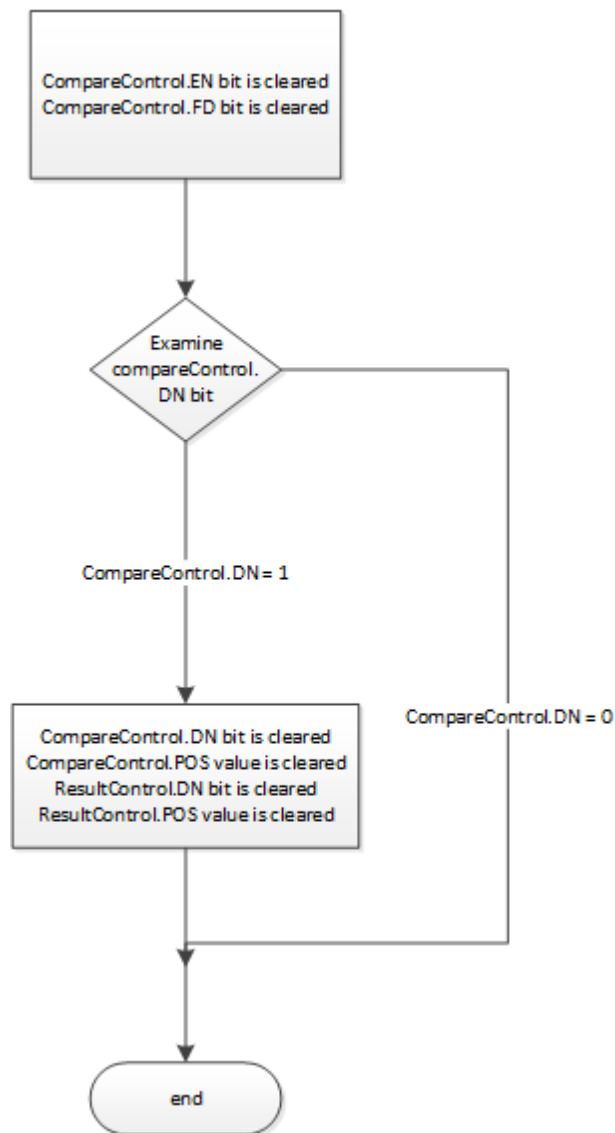 CompareControl.EN bit is cleared
CompareControl.FD bit is cleared
Examine
compareControl.
DN bit
CompareControl.DN = 1
CompareControl.DN = 0
CompareControl.DN bit is cleared
CompareControl.POS value is cleared
ResultControl.DN bit is cleared
ResultControl.POS value is cleared
end